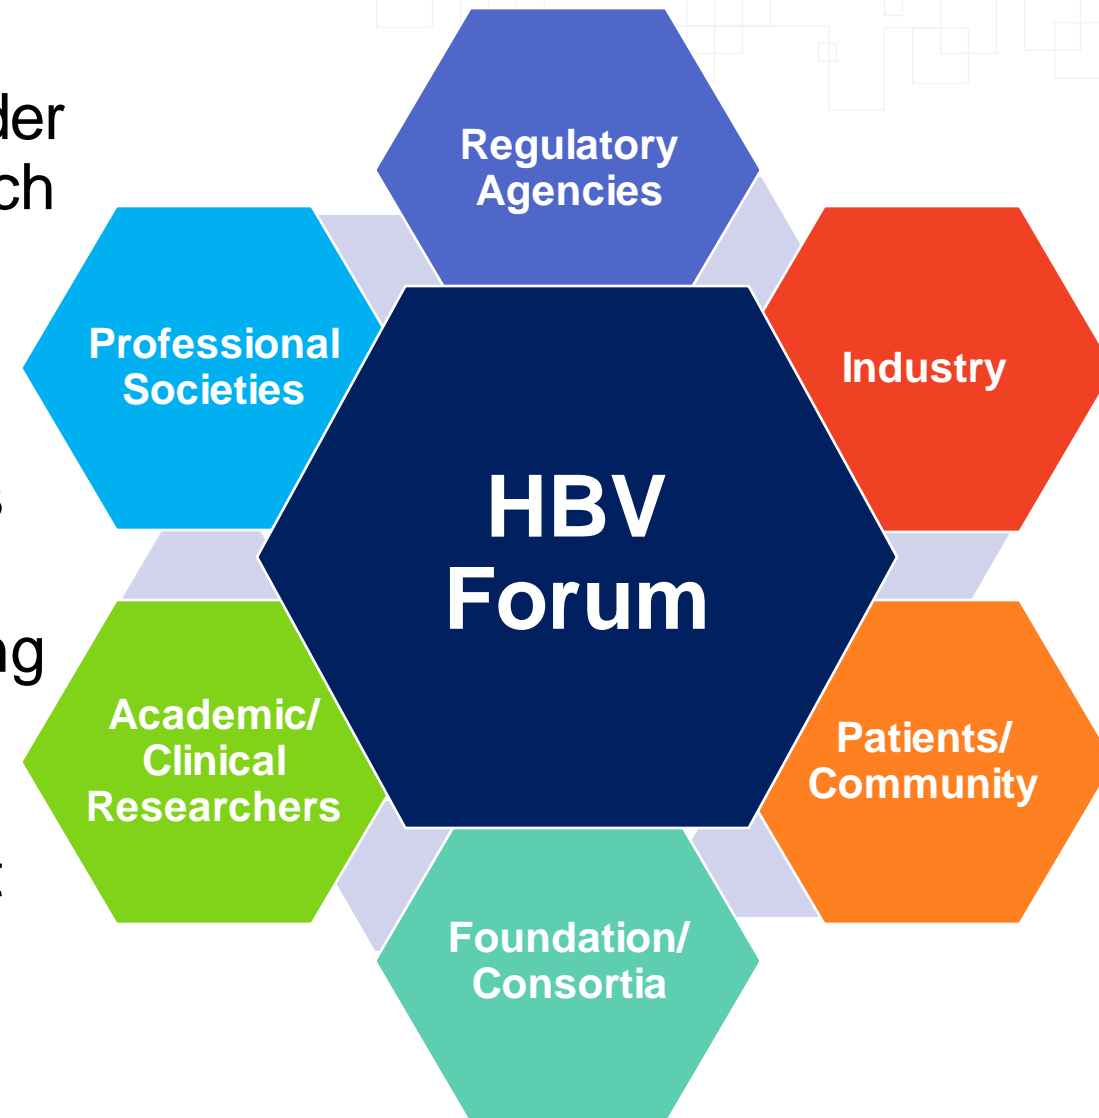 Regulatory
Agencies
Professional
Societies
Industry
HBV
Forum
Academic/
Clinical
Researchers
Patients/
Community
Foundation/
Consortia